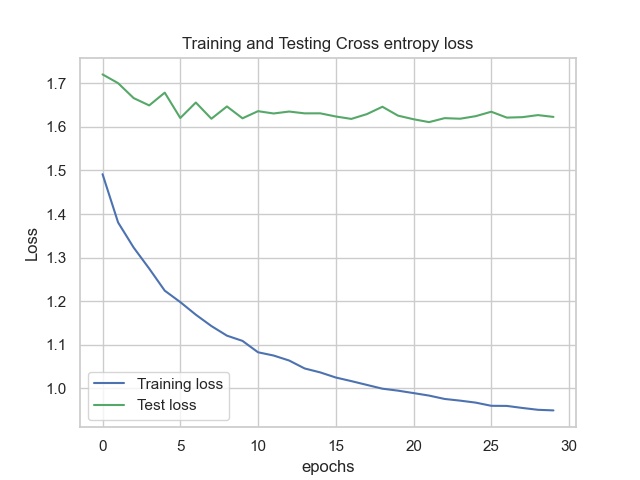 Training and Testing Cross entropy loss
Loss
1.7
1.6
1.5
1.4
1.3
1.2
1.1
1.0
Training loss
Test loss
0 5 10 15 20 25 30
epochs